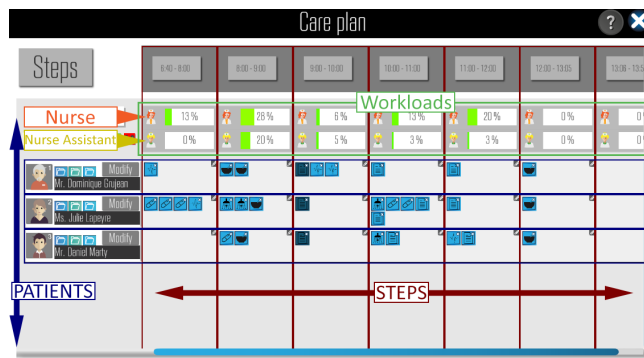 Care plan
?
Steps
6:40 - 8:00
8:00 - 9:00
9:00 - 10:00
10:00 - 11:00
11:00 - 12:00
12:00 - 13:05
Workloads
Nurse
13 %
26 %
6 %
13 %
20 %
0 %
Nurse Assistant
0 %
20 %
5 %
3 %
3 %
0 %
Modify
Mr. Dominique Grujean
Modify
Ms. Julie Lapeyre
Modify
Mr. Daniel Marty
PATIENTS
STEPS